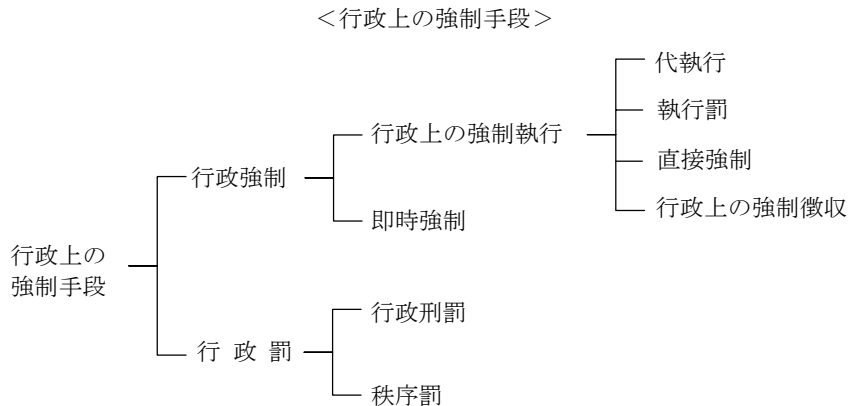 ＜行政上の強制手段＞
代執行
執行罰
行政上の強制執行
直接強制
行政強制
行政上の強制徴収
即時強制
行政上の
強制手段
行政刑罰
行 政 罰
秩序罰